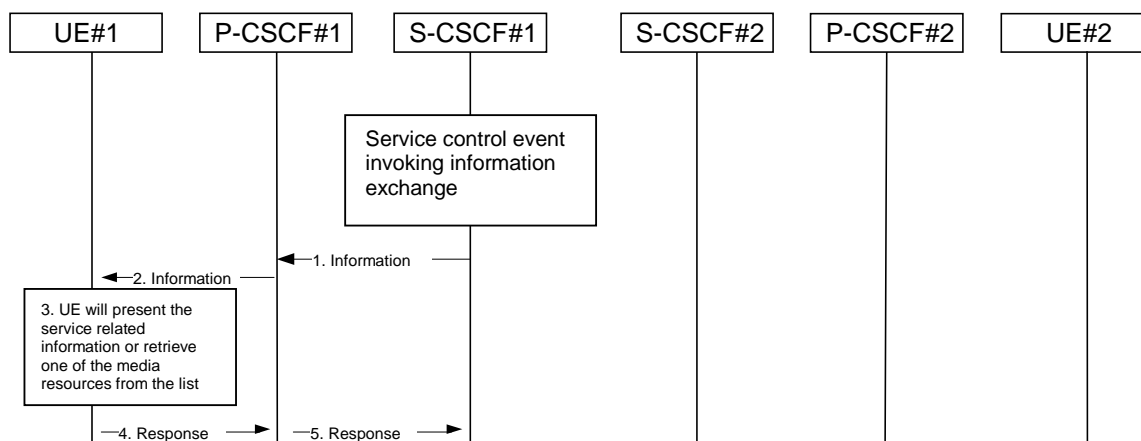 UE#1
P-CSCF#1
S-CSCF#1
S-CSCF#2
P-CSCF#2
UE#2
Service control event
invoking information
exchange
1. Information
2. Information
3. UE will present the
service related
information or retrieve
one of the media
resources from the list
4. Response
5. Response